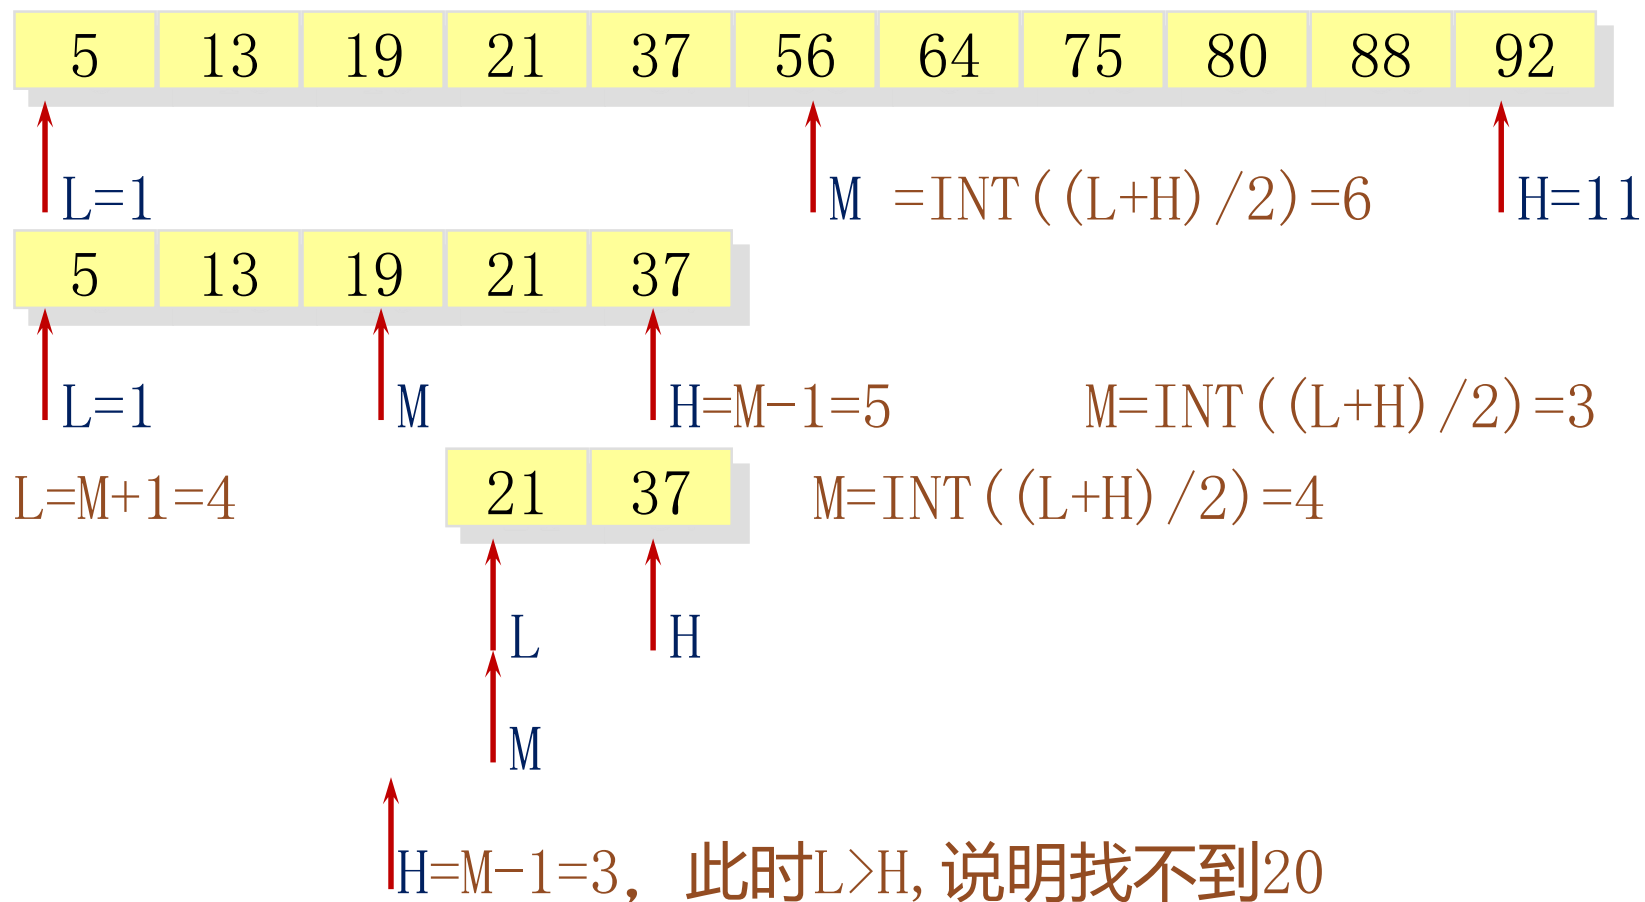 5 13 19 21 37 56 64 75 80 88 92
L=1 M =INT((L+H)/2)=6 H=11
5 13 19 21 37
L=1 M H=M-1=5 M=INT((L+H)/2)=3
L=M+1=4 21 37 M=INT((L+H)/2)=4
L H
M
H=M-1=3，此时L>H,说明找不到20